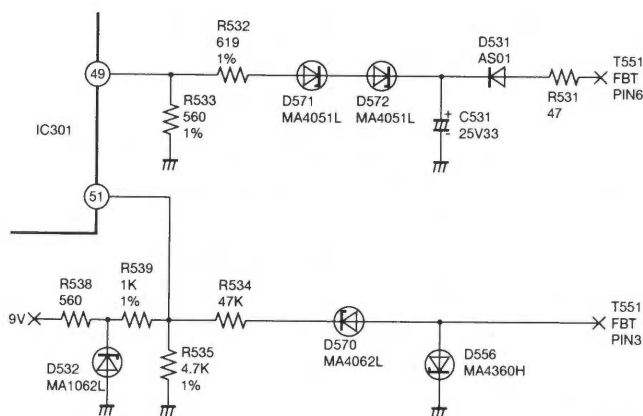 R532
619
1%
D531
AS01
T551
FBT
PIN6
49
R533
560
1%
D571
MA4051L
D572
MA4051L
+
-
C531
25V33
R531
47
IC301
51
R538
560
R539
1K
1%
R534
47K
9V
D532
MA1062L
R535
4.7K
1%
D570
MA4062L
D556
MA4360H
T551
FBT
PIN3